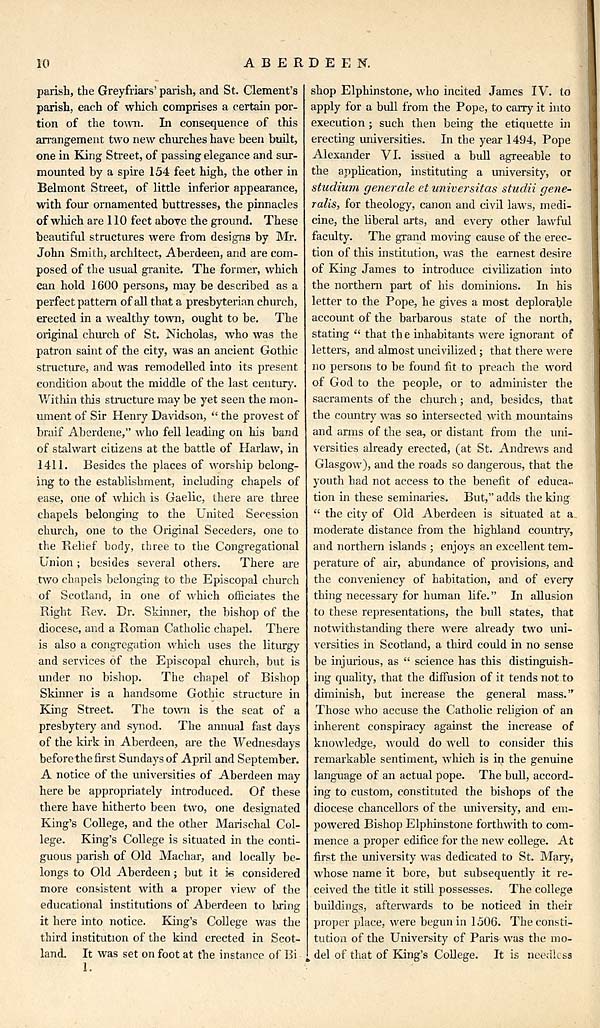 10
ABERDEEN.
parish, the Greyfriars' parish, and St. Clement's
parish, each of which comprises a certain por-
tion of the town. In consequence of this
arrangement two new churches have been built,
one in King Street, of passing elegance and sur-
mounted by a spire 154 feet high, the other in
Belmont Street, of little inferior appearance,
with four ornamented buttresses, the pinnacles
of which are 110 feet above the ground. These
beautiful structures were from designs by Mr.
John Smith, architect, Aberdeen, and are com-
posed of the usual granite. The former, which
can hold 1600 persons, may be described as a
perfect pattern of all that a presbyterian church,
erected in a wealthy town, ought to be. The
original church of St. Nicholas, who was the
patron saint of the city, was an ancient Gothic
structure, and was remodelled into its present
condition about the middle of the last century.
Within this structure may be yet seen the mon-
ument of Sir Henry Davidson, “ the provest of
braif Aberdene,” who fell leading on his band
of stalwart citizens at the battle of Harlaw, in
1411. Besides the places of worship belong-
ing to the establishment, including chapels of
ease, one of which is Gaelic, there are three
chapels belonging to the United Secession
church, one to the Original Seceders, one to
the Relief body, three to the Congregational
Union ; besides several others. There are
two chapels belonging to the Episcopal church
of Scotland, in one of which officiates the
Right Rev. Dr. Skinner, the bishop of the
diocese, and a Roman Catholic chapel. There
is also a congregation which uses the liturgy
and services of the Episcopal church, but is
under no bishop. The chapel of Bishop
Skinner is a handsome Gothic structure in
King Street. The town is the seat of a
presbytery and synod. The annual fast days
of the kirk in Aberdeen, are the Wednesdays
before the first Sundays of April and September.
A notice of the universities of Aberdeen may
here be appropriately introduced. Of these
there have hitherto been two, one designated
King's College, and the other Marischal Col-
lege. King's College is situated in the conti-
guous parish of Old Machar, and locally be-
longs to Old Aberdeen ; but it is considered
more consistent with a proper view of the
educational institutions of Aberdeen to bring
it here into notice. King's College was the
third institution of the kind erected in Scot-
land. It was set on foot at the instance of Bi
1.
shop Elphinstone, who incited James IV. to
apply for a bull from the Pope, to carry it into
execution ; such then being the etiquette in
erecting universities. In the year 1494, Pope
Alexander VI. issued a bull agreeable to
the application, instituting a university, or
studium generale et universitas studii gene-
ralis, for theology, canon and civil laws, medi-
cine, the liberal arts, and every other lawful
faculty. The grand moving cause of the erec-
tion of this institution, was the earnest desire
of King James to introduce civilization into
the northern part of his dominions. In his
letter to the Pope, he gives a most deplorable
account of the barbarous state of the north,
stating “ that the inhabitants were ignorant of
letters, and almost uncivilized ; that there were
no persons to be found fit to preach the word
of God to the people, or to administer the
sacraments of the church ; and, besides, that
the country was so intersected with mountains
and arms of the sea, or distant from the uni-
versities already erected, (at St. Andrews and
Glasgow), and the roads so dangerous, that the
youth had not access to the benefit of educa-
tion in these seminaries. But,” adds the king
“ the city of Old Aberdeen is situated at a
moderate distance from the highland country,
and northern islands ; enjoys an excellent tem-
perature of air, abundance of provisions, and
the conveniency of habitation, and of every
thing necessary for human life.” In allusion
to these representations, the bull states, that
notwithstanding there were already two uni-
versities in Scotland, a third could in no sense
be injurious, as “ science has this distinguish-
ing quality, that the diffusion of it tends not to
diminish, but increase the general mass.”
Those who accuse the Catholic religion of an
inherent conspiracy against the increase of
knowledge, would do well to consider this
remarkable sentiment, which is in the genuine
language of an actual pope. The bull, accord-
ing to custom, constituted the bishops of the
diocese chancellors of the university, and em-
powered Bishop Elphinstone forthwith to com-
mence a proper edifice for the new college. At
first the university was dedicated to St. Mary,
whose name it bore, but subsequently it re-
ceived the title it still possesses. The college
buildings, afterwards to be noticed in their
proper place, were begun in 1506. The consti-
tution of the University of Paris was the mo-
del of that of King's College. It is needless